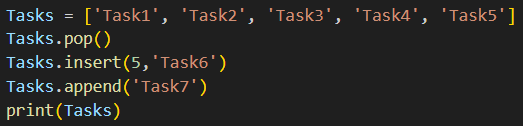 Tasks = ['Task1', 'Task2', 'Task3', 'Task4', 'Task5']
Tasks.pop()
Tasks.insert(5,'Task6')
Tasks.append('Task7')
print(Tasks)